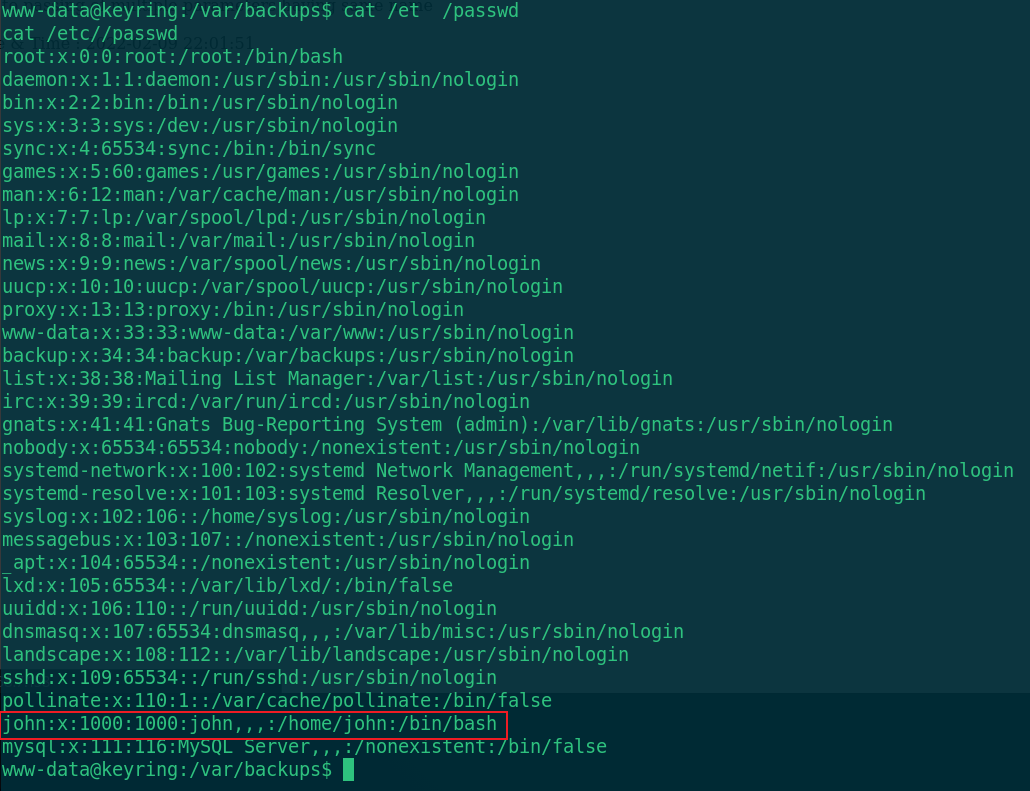 www-data@keyring:/var/backups$ cat /et  /passwd
cat /etc//passwd
22:01:51
root:x:0:0:root:/root:/bin/bash
daemon:x:1:1:daemon:/usr/sbin:/usr/sbin/nologin
bin:x:2:2:bin:/bin:/usr/sbin/nologin
sys:x:3:3:sys:/dev:/usr/sbin/nologin
sync:x:4:65534:sync:/bin:/bin/sync
games:x:5:60:games:/usr/games:/usr/sbin/nologin
man:x:6:12:man:/var/cache/man:/usr/sbin/nologin
lp:x:7:7:lp:/var/spool/lpd:/usr/sbin/nologin
mail:x:8:8:mail:/var/mail:/usr/sbin/nologin
news:x:9:9:news:/var/spool/news:/usr/sbin/nologin
uucp:x:10:10:uucp:/var/spool/uucp:/usr/sbin/nologin
proxy:x:13:13:proxy:/bin:/usr/sbin/nologin
www-data:x:33:33:www-data:/var/www:/usr/sbin/nologin
backup:x:34:34:backup:/var/backups:/usr/sbin/nologin
list:x:38:38:Mailing List Manager:/var/list:/usr/sbin/nologin
irc:x:39:39:ircd:/var/run/ircd:/usr/sbin/nologin
gnats:x:41:41:Gnats Bug-Reporting System (admin):/var/lib/gnats:/usr/sbin/nologin
nobody:x:65534:65534:nobody:/nonexistent:/usr/sbin/nologin
systemd-network:x:100:102:systemd Network Management,,,:/run/systemd/netif:/usr/sbin/nologin
systemd-resolve:x:101:103:systemd Resolver,,,:/run/systemd/resolve:/usr/sbin/nologin
syslog:x:102:106::/home/syslog:/usr/sbin/nologin
messagebus:x:103:107::/nonexistent:/usr/sbin/nologin
_apt:x:104:65534::/nonexistent:/usr/sbin/nologin
lxd:x:105:65534::/var/lib/lxd/:/bin/false
uuidd:x:106:110::/run/uuidd:/usr/sbin/nologin
dnsmasq:x:107:65534:dnsmasq,,,:/var/lib/misc:/usr/sbin/nologin
landscape:x:108:112::/var/lib/landscape:/usr/sbin/nologin
sshd:x:109:65534::/run/sshd:/usr/sbin/nologin
pollinate:x:110:1::/var/cache/pollinate:/bin/false
john:x:1000:1000:john,,,:/home/john:/bin/bash
mysql:x:111:116:MySQL Server,,,:/nonexistent:/bin/false
www-data@keyring:/var/backups$